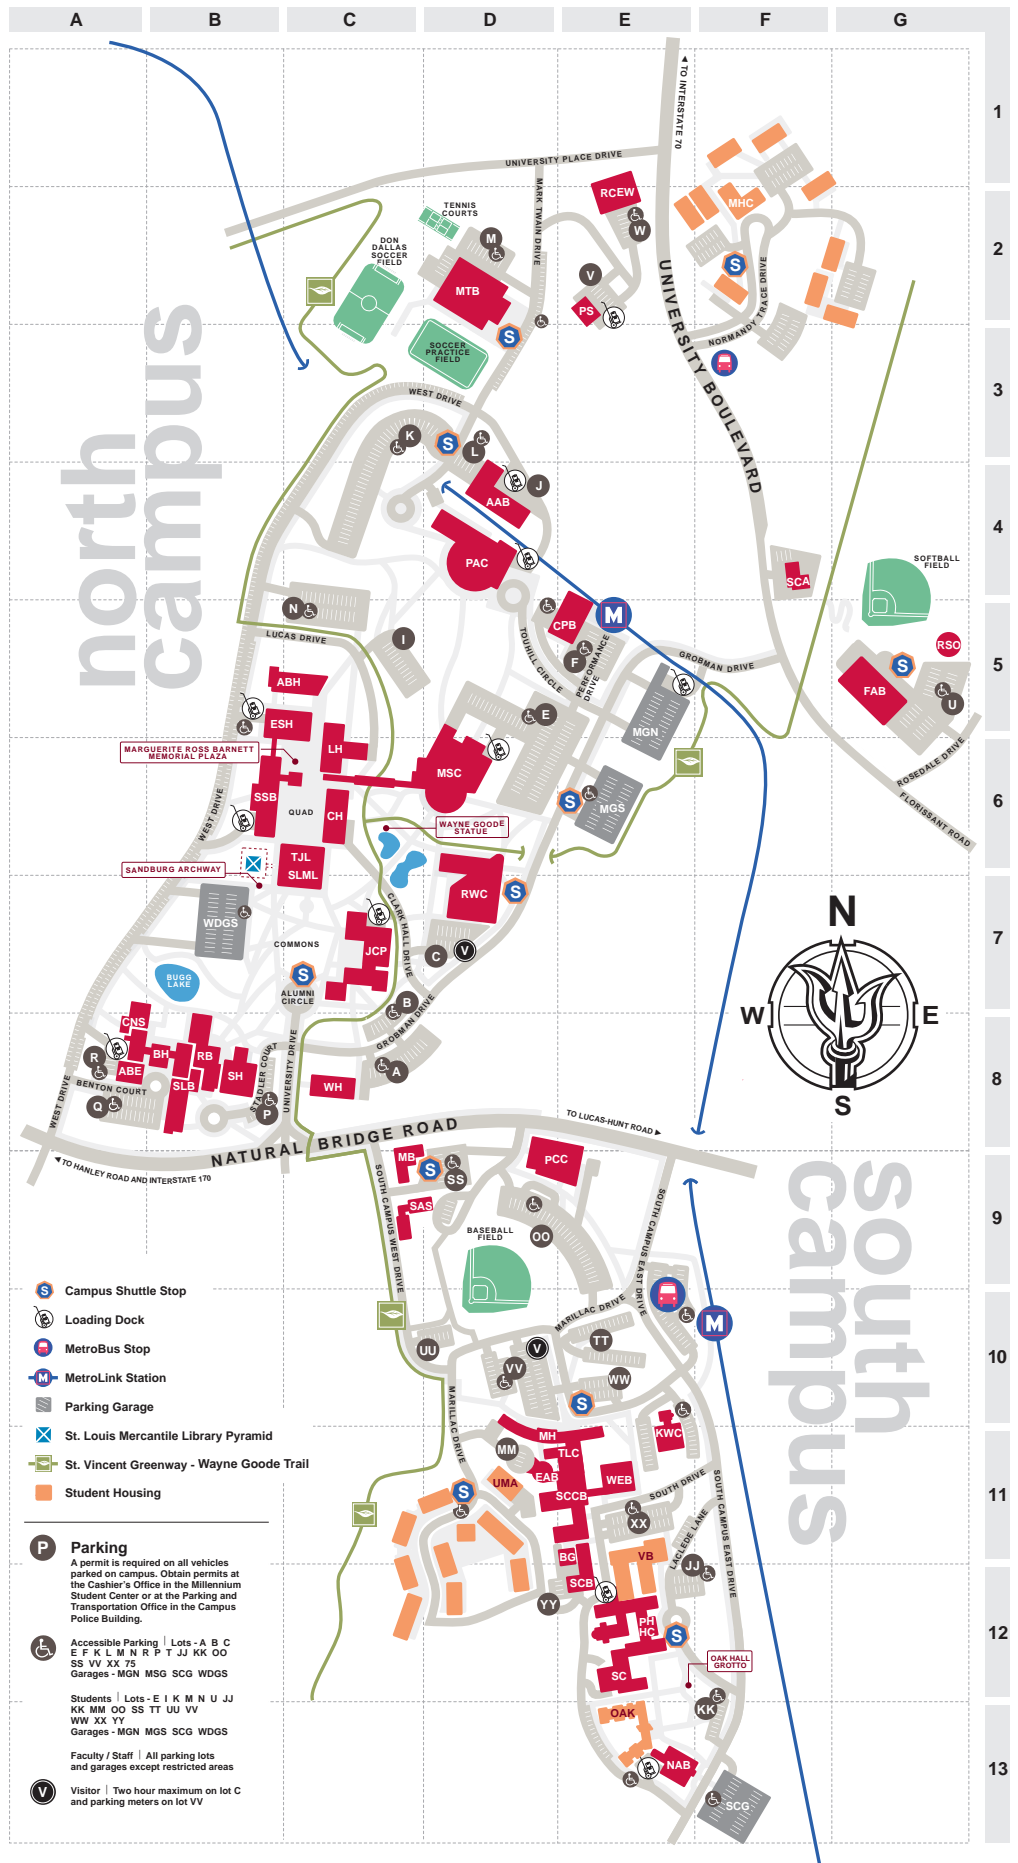 A B C D E F G
1
TO INTERSTATE 70
UNIVERSITY PLACE DRIVE
MARK TWAIN DRIVE
RCEW
W
MHC
2
TENNIS
COURTS
M
DON
DALLAS
SOCCER
FIELD
MTB
V
PS
S
S
UNIVERSITY BOULEVARD
NORMANDY TRACE DRIVE
SOCCER
PRACTICE
FIELD
3
WEST DRIVE
K
S
L
north
campus
J
AAB
4
PAC
SCA
SOFTBALL
FIELD
N
LUCAS DRIVE
I
CPB
M
F
TOUHILL CIRCLE
PERFORMANCE
DRIVE
GROBMAN DRIVE
RSO
S
FAB
U
5
ABH
ESH
E
MGN
LH
MARGUERITE ROSS BARNETT
MEMORIAL PLAZA
MSC
ROSEDALE DRIVE
FLORISSANT ROAD
SSB
QUAD
CH
S
MGS
6
WEST DRIVE
WAYNE GOODE
STATUE
TJL
SLML
SANDBURG ARCHWAY
RWC
S
WDGS
CLARK HALL DRIVE
JCP
COMMONS
C
V
7
N
W
E
S
BUGG
LAKE
S
ALUMNI
CIRCLE
B
GROBMAN DRIVE
CNS
R
ABE
BH
RB
SLB
SH
STADLER COURT
UNIVERSITY DRIVE
A
WH
8
BENTON COURT
Q
P
WEST DRIVE
NATURAL BRIDGE ROAD
TO LUCAS-HUNT ROAD
TO HANLEY ROAD AND INTERSTATE 170
MB
S
SS
PCC
SAS
SOUTH CAMPUS WEST DRIVE
OO
BASEBALL
FIELD
SOUTH CAMPUS EAST DRIVE
south
campus
9
MARILLAC DRIVE
M
UU
V
TT
VV
WW
S
10
MARILLAC DRIVE
MH
TLC
KWC
MM
EAB
UMA
WEB
SCCB
S
SOUTH DRIVE
XX
SOUTH CAMPUS EAST DRIVE
LACLEDE LANE
11
BG
VB
JJ
SCB
YY
PH
HC
S
12
SC
OAK HALL
GROTTO
OAK
KK
NAB
SCG
13
S Campus Shuttle Stop
Loading Dock
MetroBus Stop
M MetroLink Station
Parking Garage
St. Louis Mercantile Library Pyramid
St. Vincent Greenway - Wayne Goode Trail
Student Housing
P Parking
A permit is required on all vehicles
parked on campus. Obtain permits at
the Cashier's Office in the Millennium
Student Center or at the Parking and
Transportation Office in the Campus
Police Building.
Accessible Parking | Lots - A B C
E F K L M N R P T JJ KK OO
SS VV XX 75
Garages - MGN MSG SCG WDGS
Students | Lots - E I K M N U JJ
KK MM OO SS TT UU VV
WW XX YY
Garages - MGN MGS SCG WDGS
Faculty / Staff | All parking lots
and garages except restricted areas
V Visitor | Two hour maximum on lot C
and parking meters on lot VV